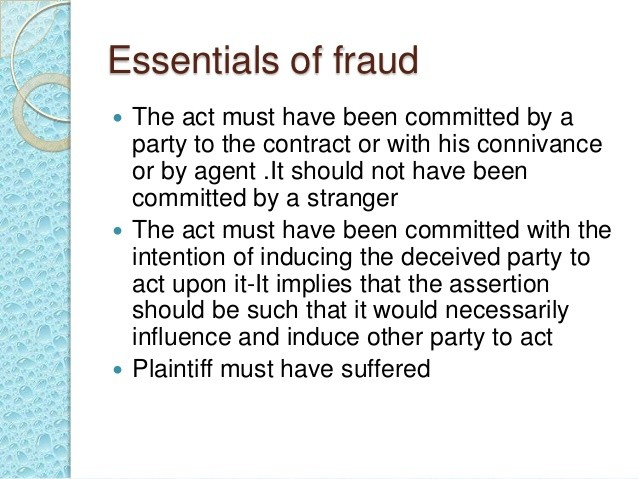 Essentials of fraud
• The act must have been committed by a
party to the contract or with his connivance
or by agent .It should not have been
committed by a stranger
• The act must have been committed with the
intention of inducing the deceived party to
act upon it-It implies that the assertion
should be such that it would necessarily
influence and induce other party to act
• Plaintiff must have suffered